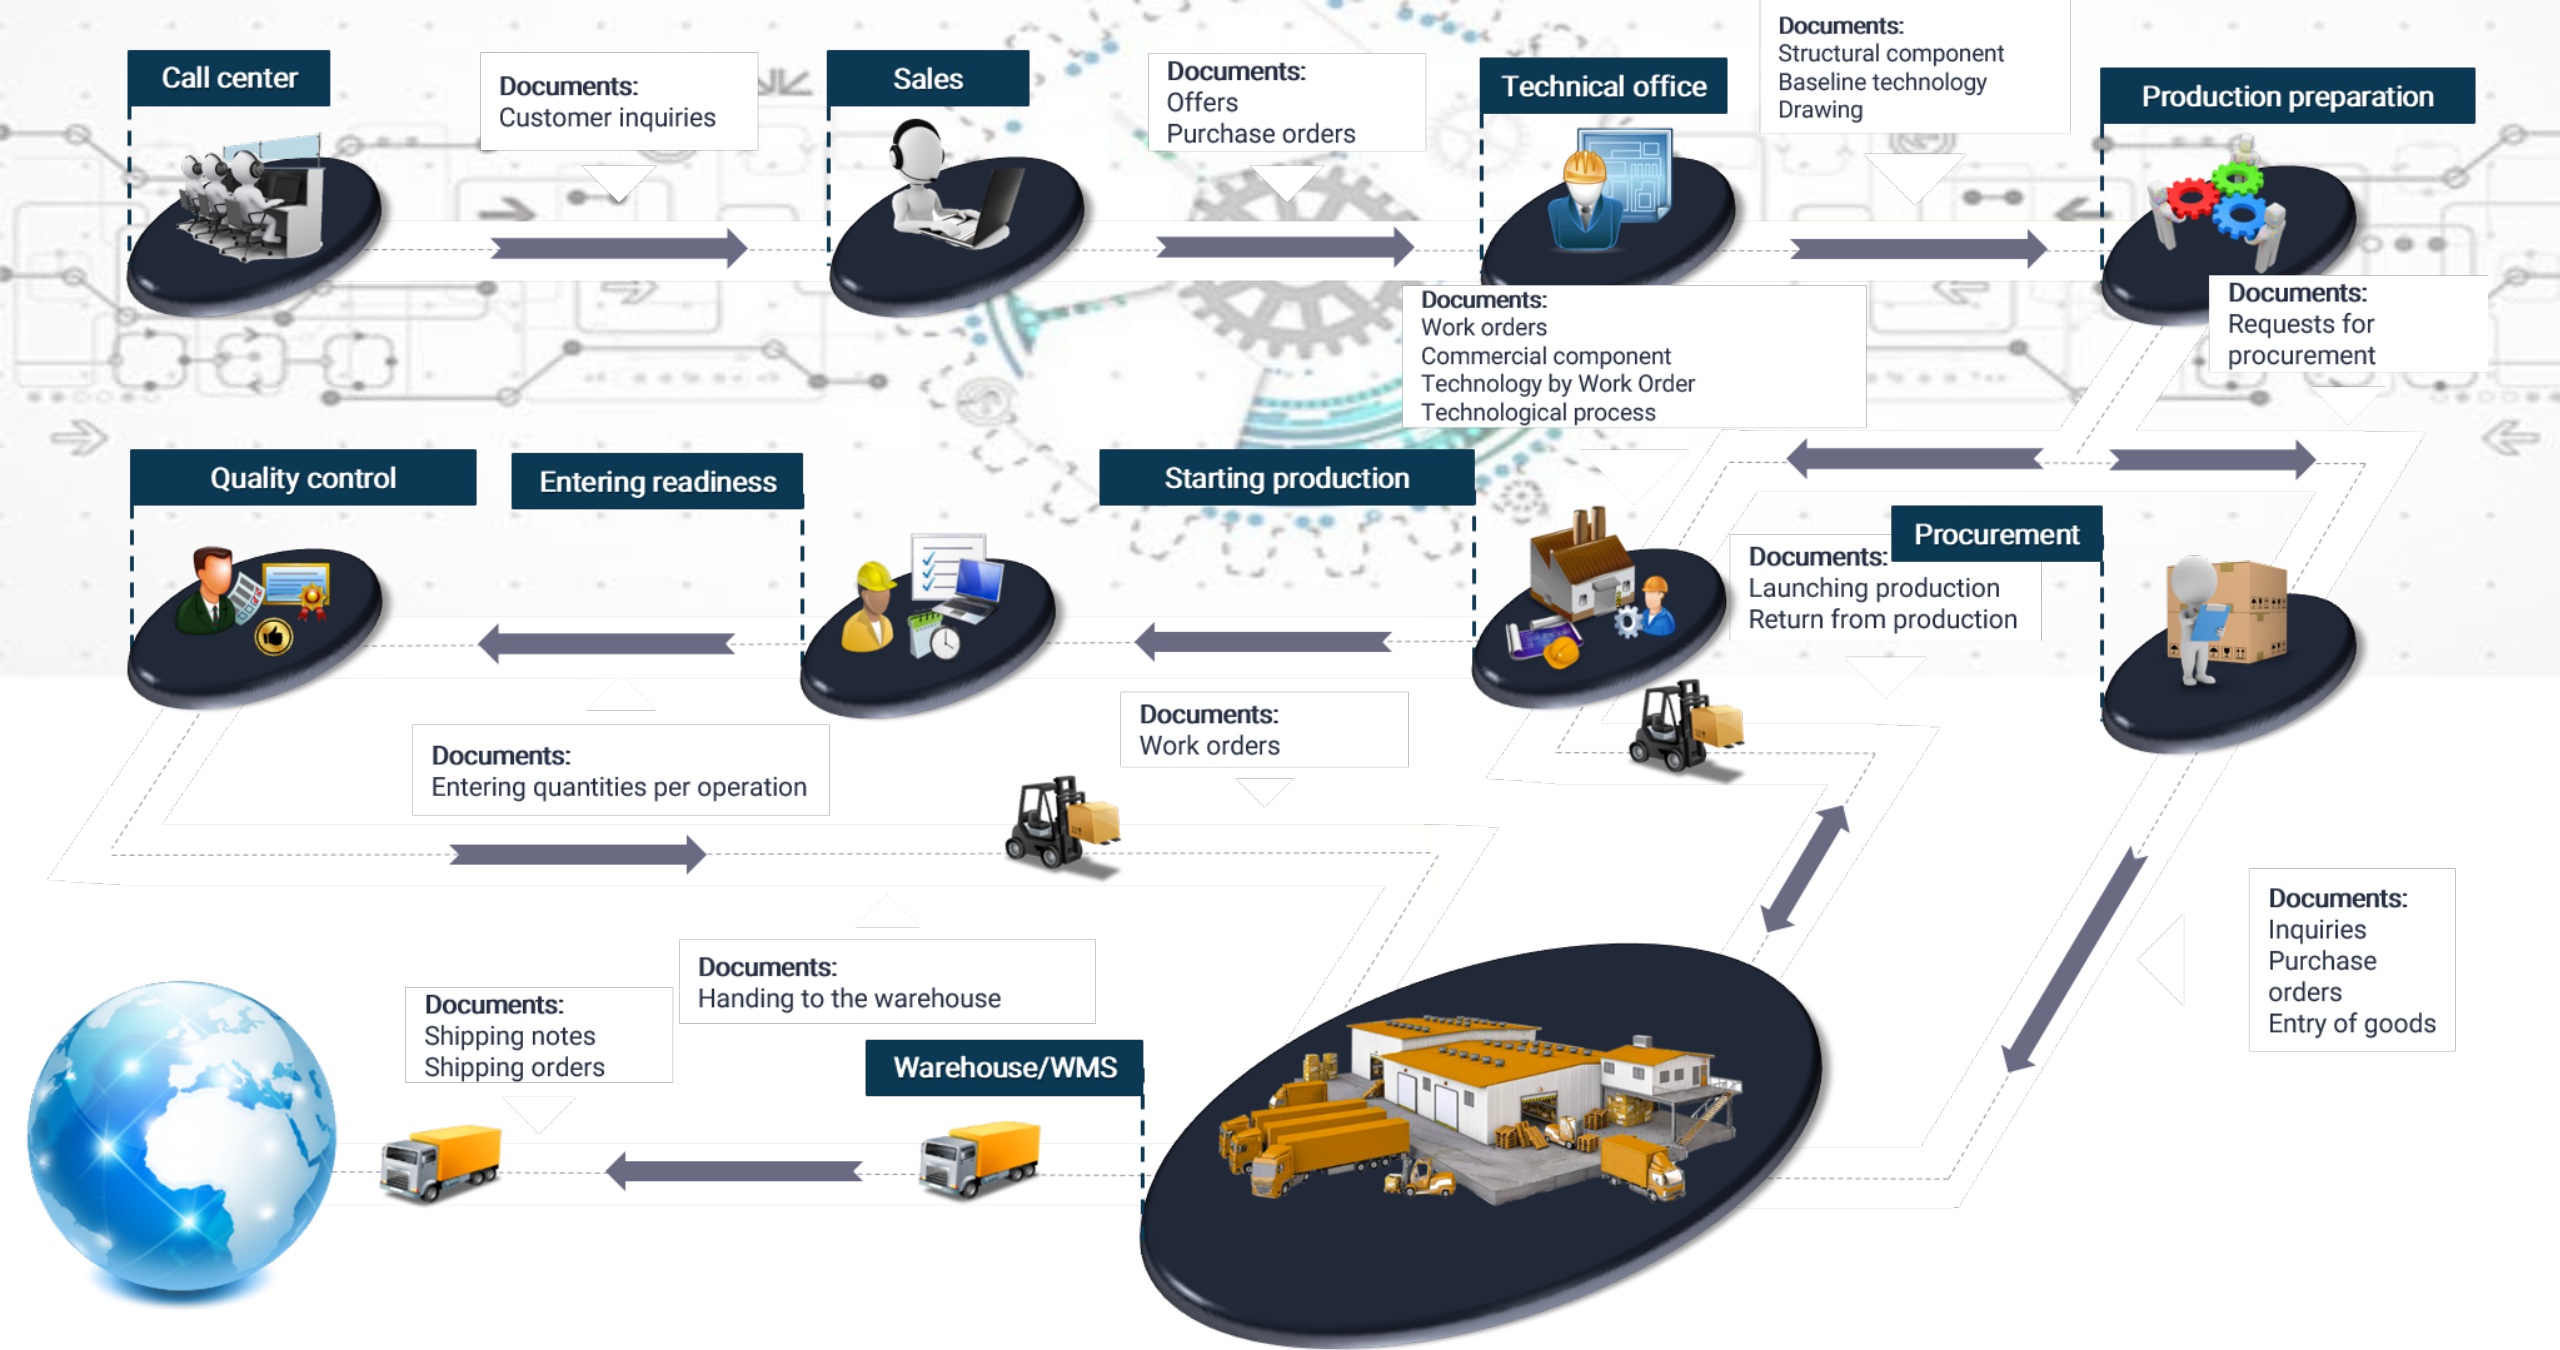 Call center
Documents:
Customer inquiries
Sales
Documents:
Offers
Purchase orders
Technical office
Documents:
Structural component
Baseline technology
Drawing
Production preparation
Documents:
Requests for
procurement
Documents:
Work orders
Commercial component
Technology by Work Order
Technological process
Quality control
Entering readiness
Starting production
Documents:
Launching production
Return from production
Procurement
Documents:
Entering quantities per operation
Documents:
Work orders
Documents:
Inquiries
Purchase
orders
Entry of goods
Documents:
Handing to the warehouse
Documents:
Shipping notes
Shipping orders
Warehouse/WMS